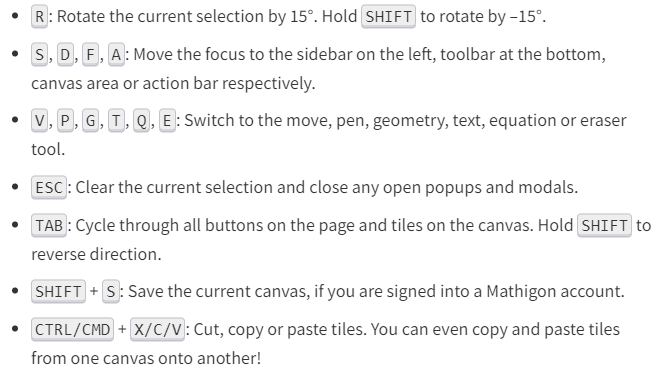 • R: Rotate the current selection by 15°. Hold SHIFT to rotate by –15°.
• S, D, F, A: Move the focus to the sidebar on the left, toolbar at the bottom,
canvas area or action bar respectively.
• V, P, G, T, Q, E: Switch to the move, pen, geometry, text, equation or eraser
tool.
• ESC: Clear the current selection and close any open popups and modals.
• TAB: Cycle through all buttons on the page and tiles on the canvas. Hold SHIFT to
reverse direction.
• SHIFT + S: Save the current canvas, if you are signed into a Mathigon account.
• CTRL/CMD + X/C/V: Cut, copy or paste tiles. You can even copy and paste tiles
from one canvas onto another!